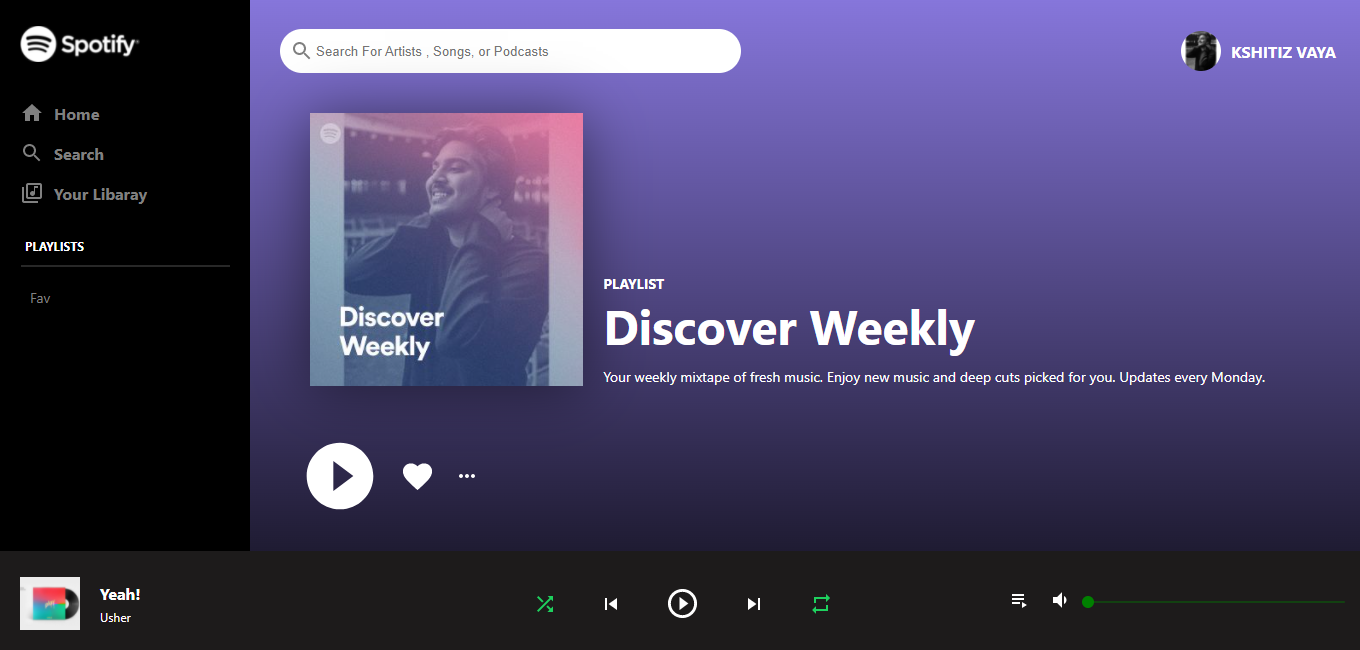 Spotify
Search For Artists , Songs, or Podcasts
KSHITIZ VAYA
Home
Search
Your Libaray
PLAYLISTS
Fav
Discover
Weekly
PLAYLIST
Discover Weekly
Your weekly mixtape of fresh music. Enjoy new music and deep cuts picked for you. Updates every Monday.
Yeah!
Usher